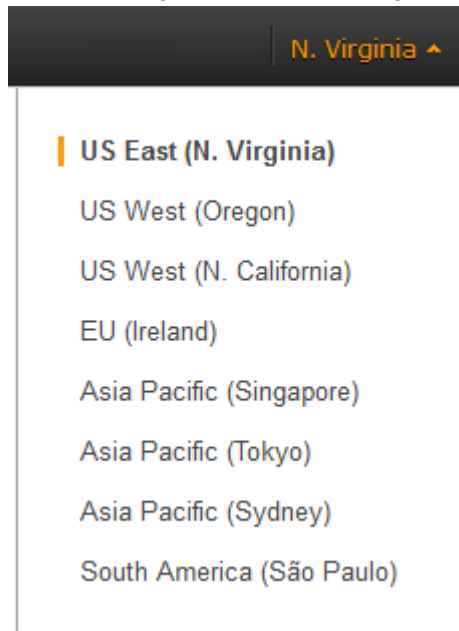 N. Virginia
US East (N. Virginia)
US West (Oregon)
US West (N. California)
EU (Ireland)
Asia Pacific (Singapore)
Asia Pacific (Tokyo)
Asia Pacific (Sydney)
South America (São Paulo)